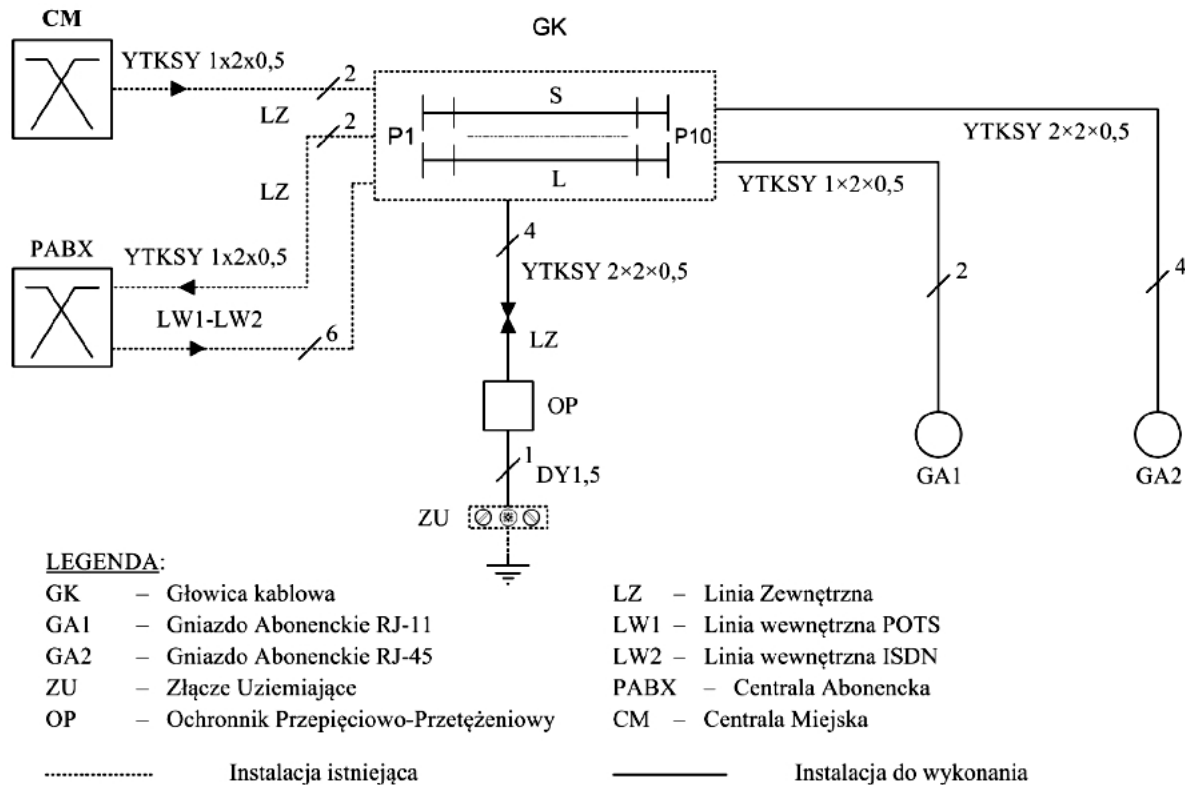 CM
GK
YTKSY 1x2x0,5
2
S
LZ
2
P1
P10
YTKSY 2×2×0,5
L
YTKSY 1×2×0,5
LZ
4
PABX
YTKSY 1x2x0,5
YTKSY 2×2×0,5
2
4
LW1-LW2
6
LZ
OP
1
DY1,5
GA1
GA2
ZU
LEGENDA:
GK – Głowica kablowa
GA1 – Gniazdo Abonenckie RJ-11
GA2 – Gniazdo Abonenckie RJ-45
ZU – Złącze Uziemiające
OP – Ochronnik Przepięciowo-Przetężeniowy
LZ – Linia Zewnętrzna
LW1 – Linia wewnętrzna POTS
LW2 – Linia wewnętrzna ISDN
PABX – Centrala Abonencka
CM – Centrala Miejska
Instalacja istniejąca
Instalacja do wykonania